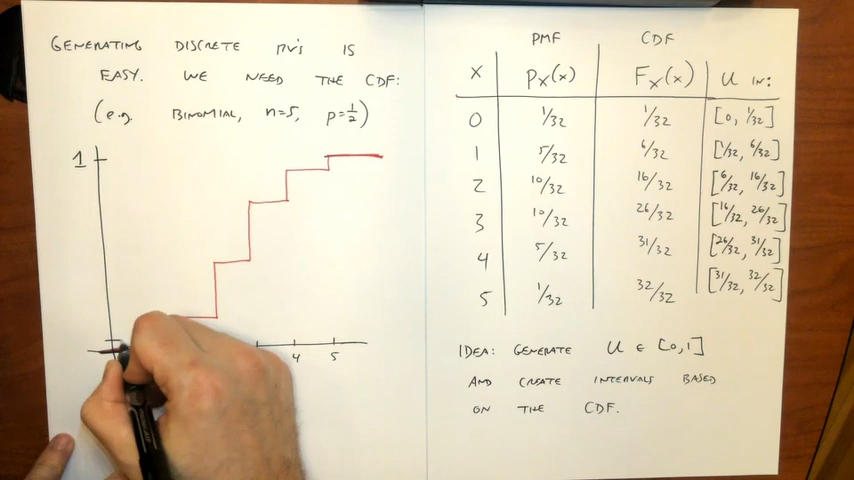 GENERATING DISCRETE RV'S IS
EASY. WE NEED THE CDF:
(e.g. BINOMIAL, n=5, p=1/2)
1
4 5
PMF CDF
X pX(x) FX(x) U IN:
0 1/32 1/32 [0, 1/32]
1 5/32 6/32 [1/32, 6/32]
2 10/32 16/32 [6/32, 16/32]
3 10/32 26/32 [16/32, 26/32]
4 5/32 31/32 [26/32, 31/32]
5 1/32 32/32 [31/32, 32/32]
IDEA: GENERATE U ∈ [0,1]
AND CREATE INTERVALS BASED
ON THE CDF.